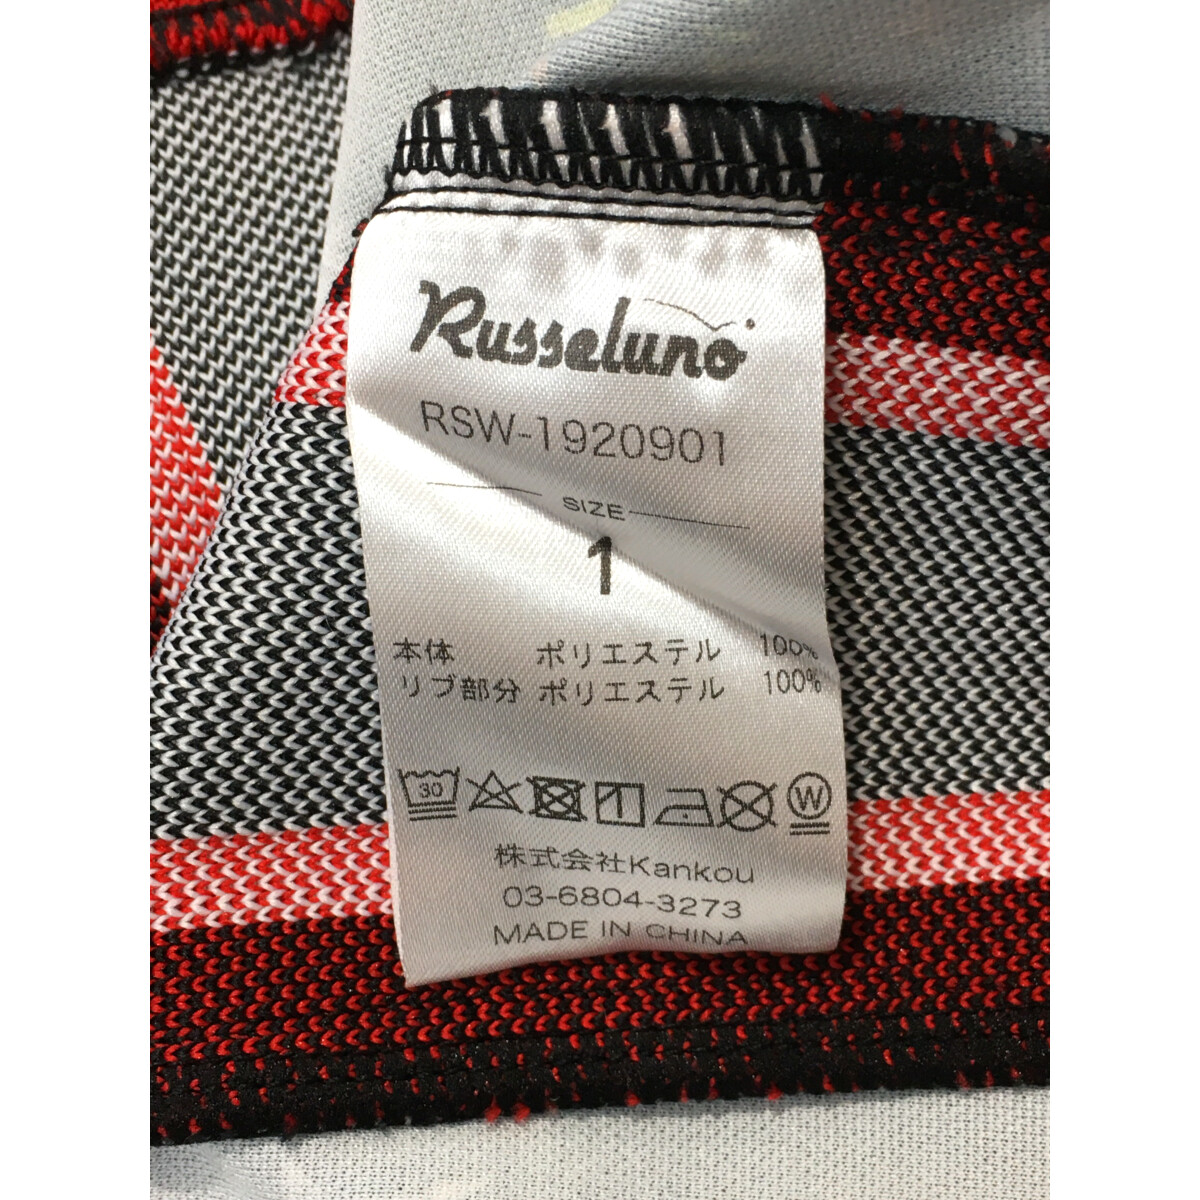 Russeluno
RSW-1920901
SIZE
1
本体 ポリエステル 100%
リブ部分 ポリエステル 100%
30
W
株式会社Kankou
03-6804-3273
MADE IN CHINA